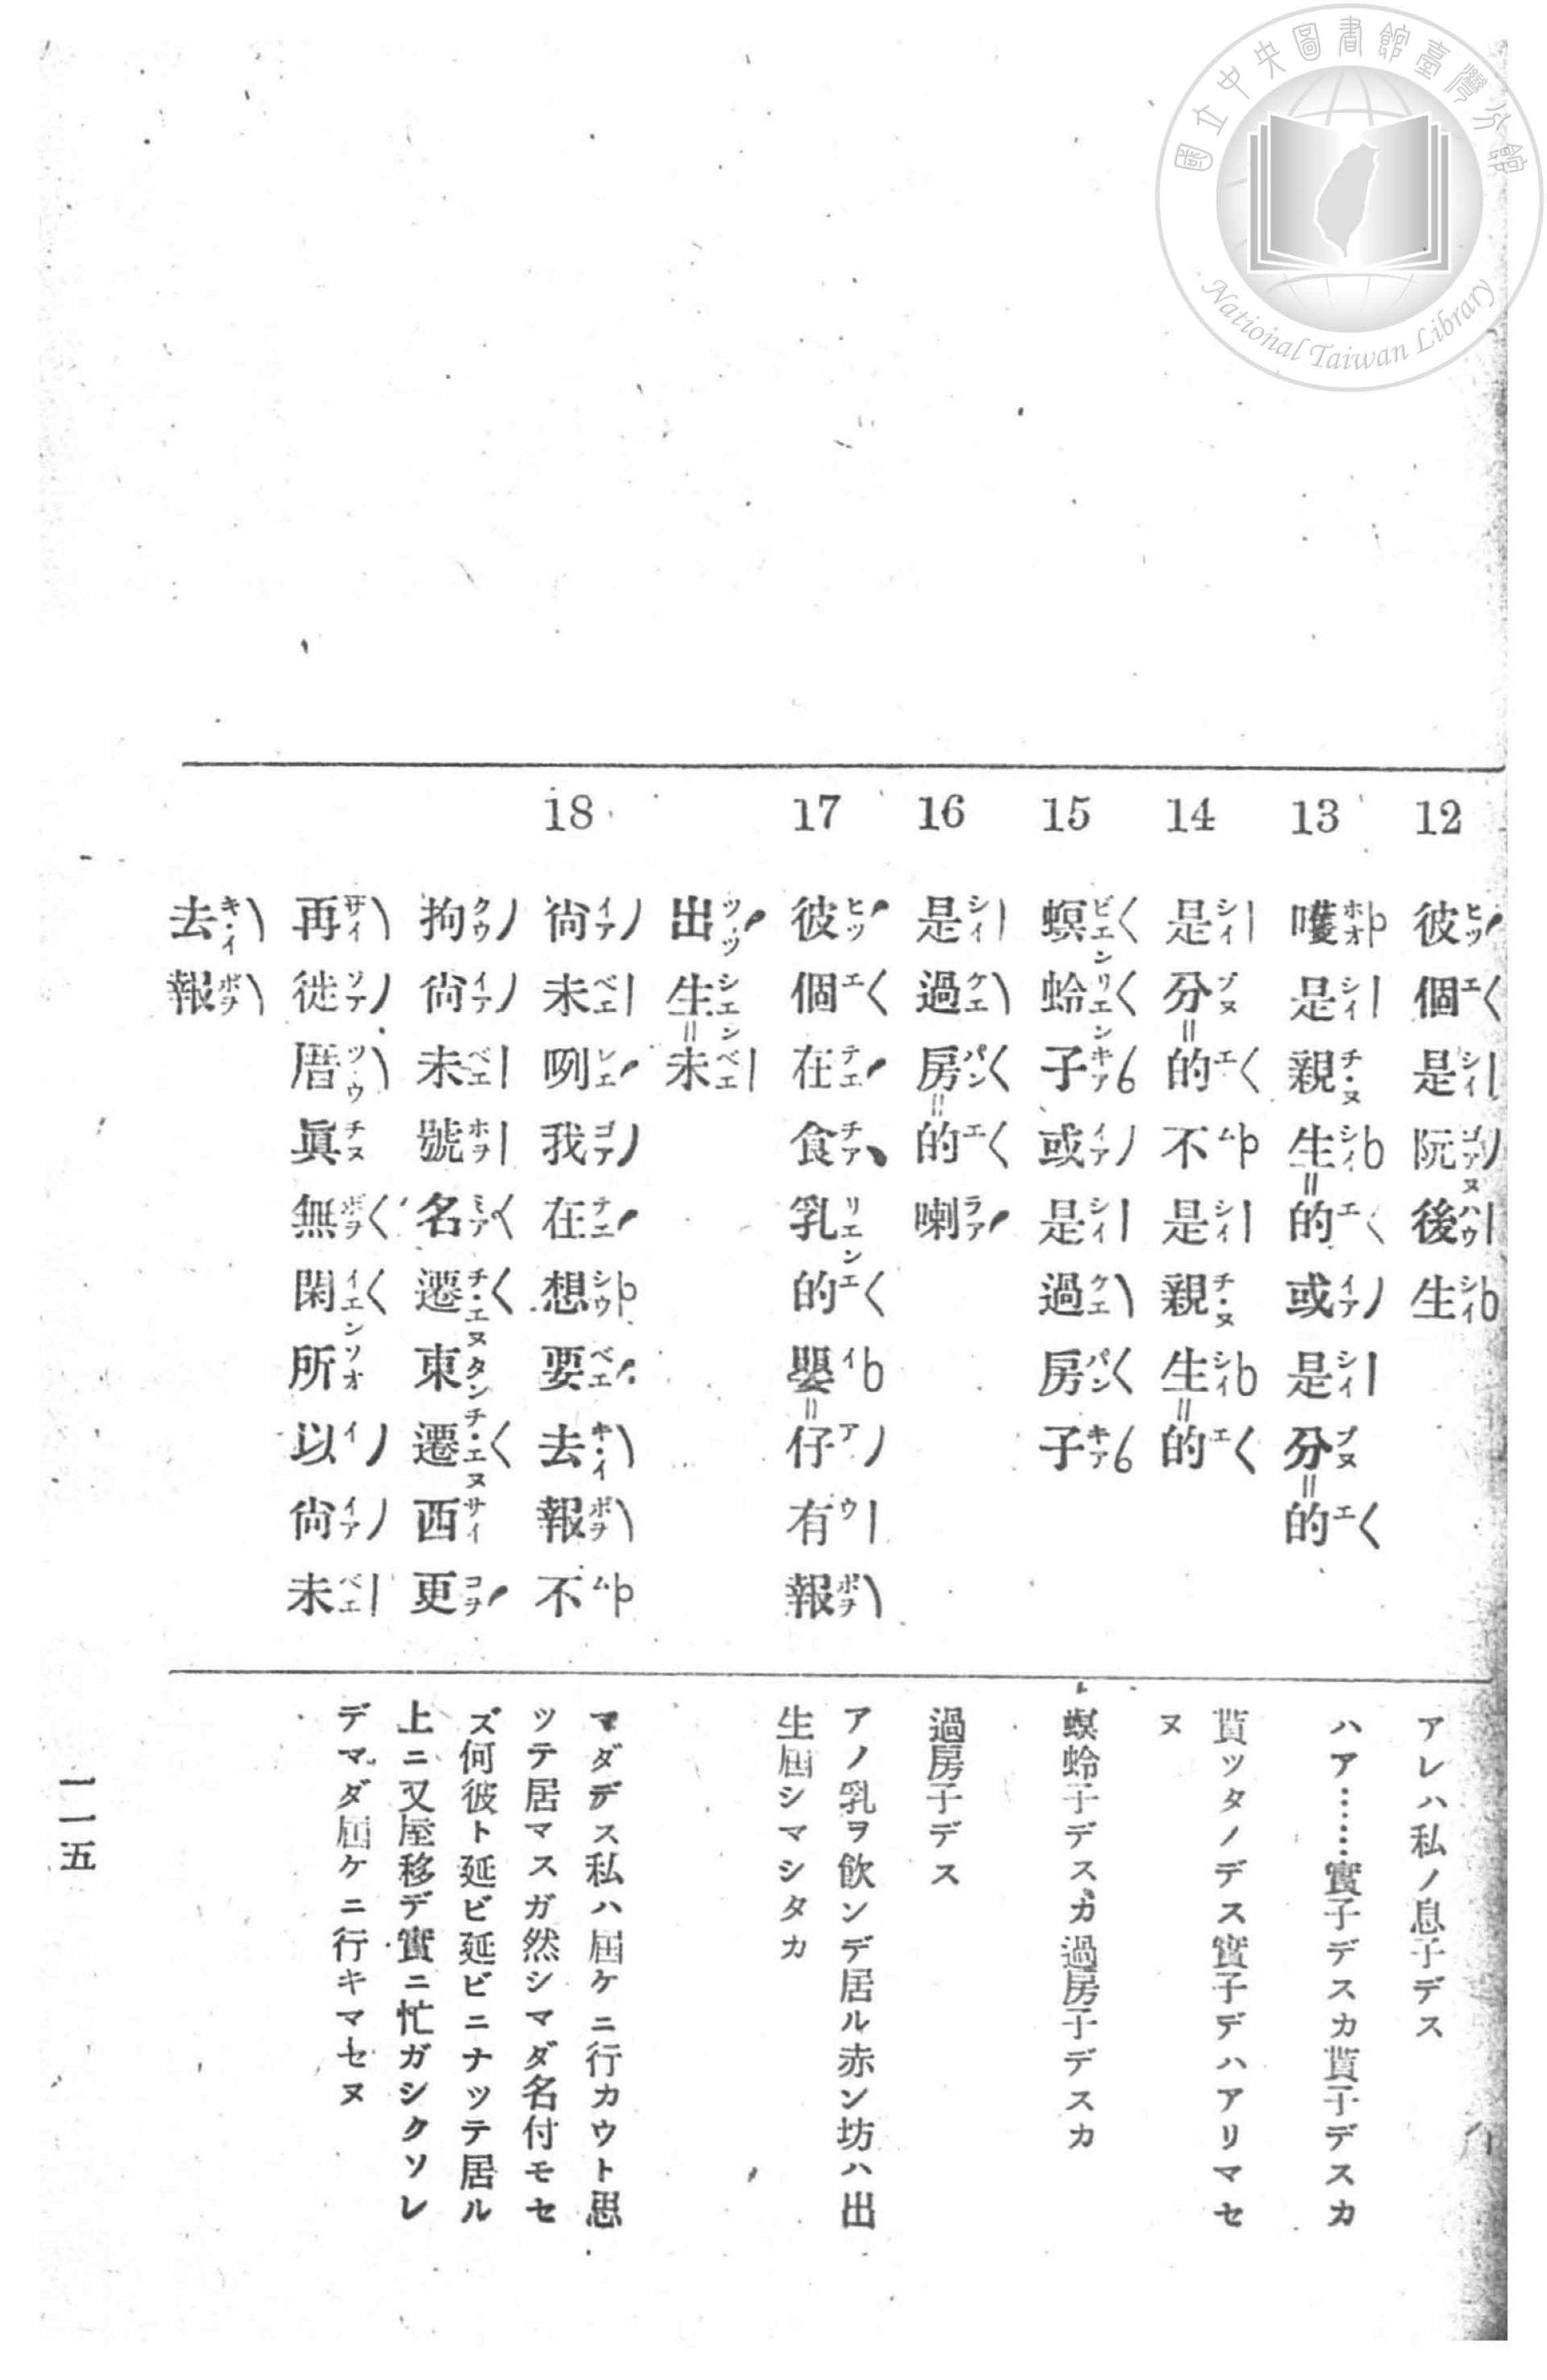 國立中央圖書館臺灣分館
National Taiwan Library
12
彼個是阮後生
アレハ私ノ息子デス
13
嚄是親生的或是分的
ハア……實子デスカ貰子デスカ
14
是分的不是親生的
貰ツタノデス實子デハアリマセ
ヌ
15
螟蛉子或是過房子
螟蛉子デスカ過房子デスカ
16
是過房的喇
過房子デス
17
彼個在食乳的嬰仔有報
出生未
アノ乳ヲ飲ンデ居ル赤ン坊ハ出
生屆シマシタカ
18
尙未咧我在想要去報不
拘尙未號名遷東遷西更
再徙厝眞無閑所以尙未
去報
マダデス私ハ屆ケニ行カウト思
ツテ居マスガ然シマダ名付モセ
ズ何彼ト延ビ延ビニナツテ居ル
上ニ又屋移デ實ニ忙ガシクソレ
デマダ屆ケニ行キマセヌ
一一五